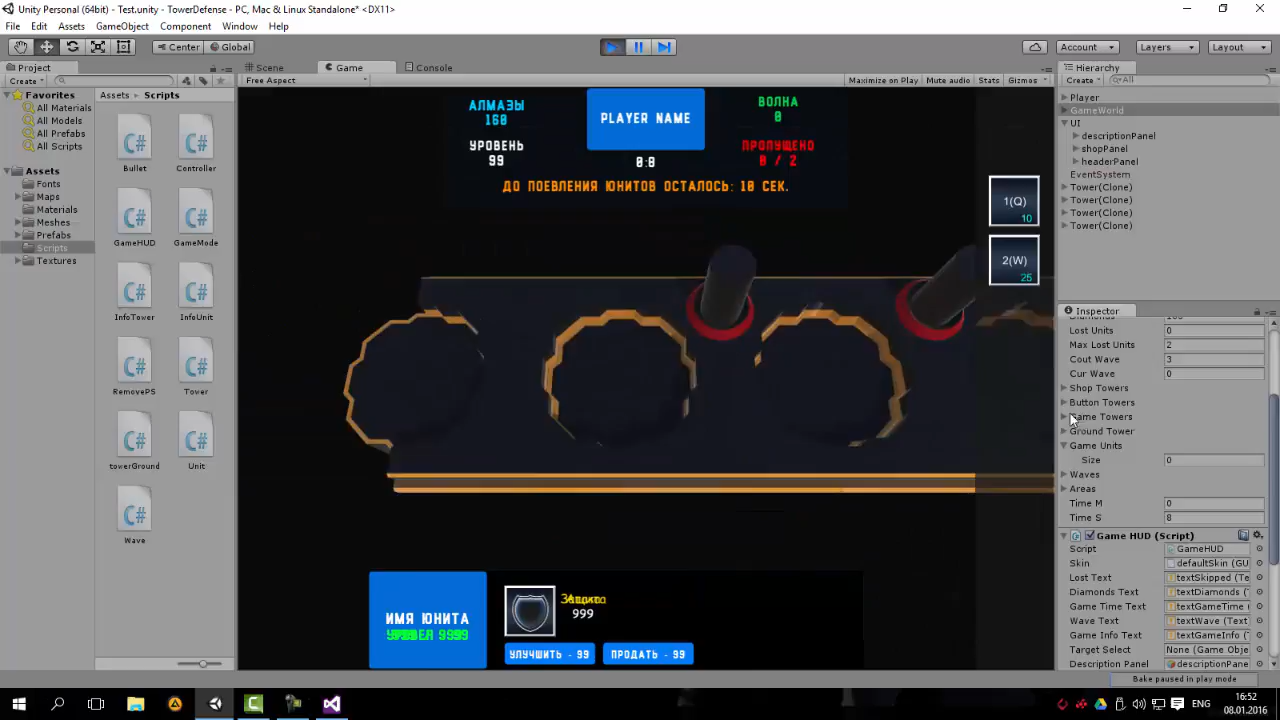 Unity Personal (64bit) - Test.unity - TowerDefense - PC, Mac & Linux Standalone* <DX11>
File Edit Assets GameObject Component Window Help
Center Global Account Layers Layout
Project
Create
Favorites
All Materials
All Models
All Prefabs
All Scripts
Assets
Fonts
Maps
Materials
Meshes
Prefabs
Scripts
Textures
Assets Scripts
Bullet Controller
GameHUD GameMode
InfoTower InfoUnit
RemovePS Tower
towerGround Unit
Wave
Scene Game Console
Free Aspect Maximize on Play Mute audio Stats Gizmos
АЛМАЗЫ
160
УРОВЕНЬ
99
PLAYER NAME
0:8
ВОЛНА
0
ПРОПУЩЕНО
0 / 2
ДО ПОЕВЛЕНИЯ ЮНИТОВ ОСТАЛОСЬ: 10 СЕК.
1(Q)
10
2(W)
25
ИМЯ ЮНИТА
999
УЛУЧШИТЬ - 99 ПРОДАТЬ - 99
Hierarchy
Create All
Player
GameWorld
UI
descriptionPanel
shopPanel
headerPanel
EventSystem
Tower(Clone)
Tower(Clone)
Tower(Clone)
Tower(Clone)
Inspector
Lost Units 0
Max Lost Units 2
Cout Wave 3
Cur Wave 0
Shop Towers
Button Towers
Game Towers
Ground Tower
Game Units
Size 0
Waves
Areas
Time M 0
Time S 8
Game HUD (Script)
Script GameHUD
Skin defaultSkin (GU
Lost Text textSkipped (Te
Diamonds Text textDiamonds (
Game Time Text textGameTime (
Wave Text textWave (Text
Game Info Text textGameInfo (T
Target Select None (Game Obje
Description Panel descriptionPane
Bake paused in play mode
ENG
16:52
08.01.2016